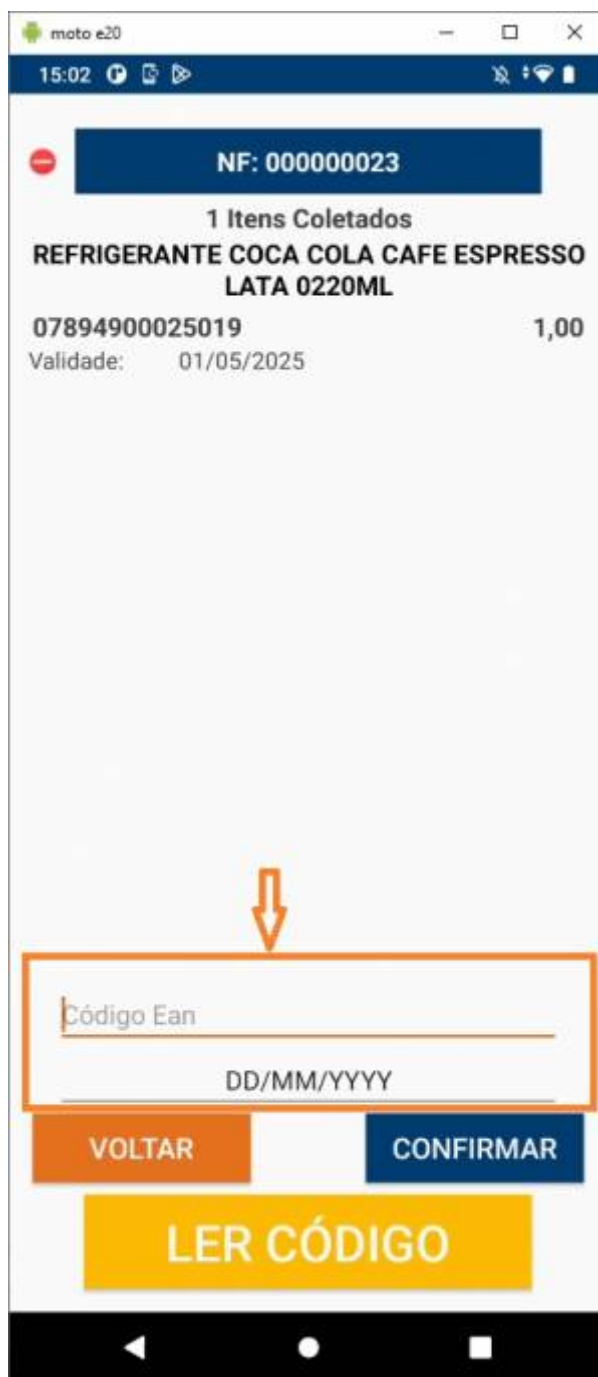 moto e20
15:02
NF: 000000023
1 Itens Coletados
REFRIGERANTE COCA COLA CAFE ESPRESSO
LATA 0220ML
07894900025019 1,00
Validade: 01/05/2025
Código Ean
DD/MM/YYYY
VOLTAR CONFIRMAR
LER CÓDIGO